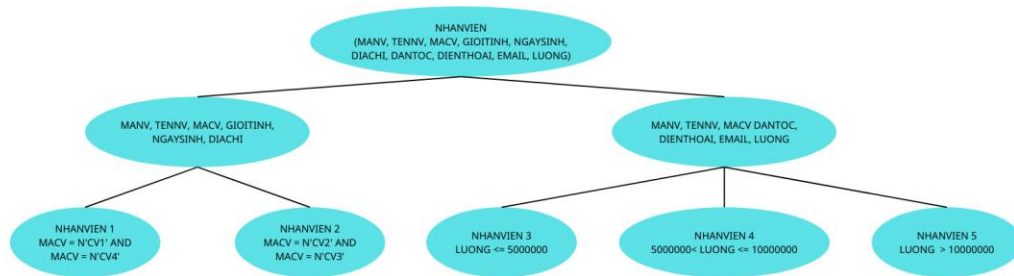 NHANVIEN
(MANV, TENNV, MACV, GIOITINH, NGAYSINH,
DIACHI, DANTOC, DIENTHOAI, EMAIL, LUONG)
MANV, TENNV, MACV, GIOITINH,
NGAYSINH, DIACHI
MANV, TENNV, MACV DANTOC,
DIENTHOAI, EMAIL, LUONG
NHANVIEN 1
MACV = N'CV1' AND
MACV = N'CV4'
NHANVIEN 2
MACV = N'CV2' AND
MACV = N'CV3'
NHANVIEN 3
LUONG <= 5000000
NHANVIEN 4
5000000< LUONG <= 10000000
NHANVIEN 5
LUONG > 10000000